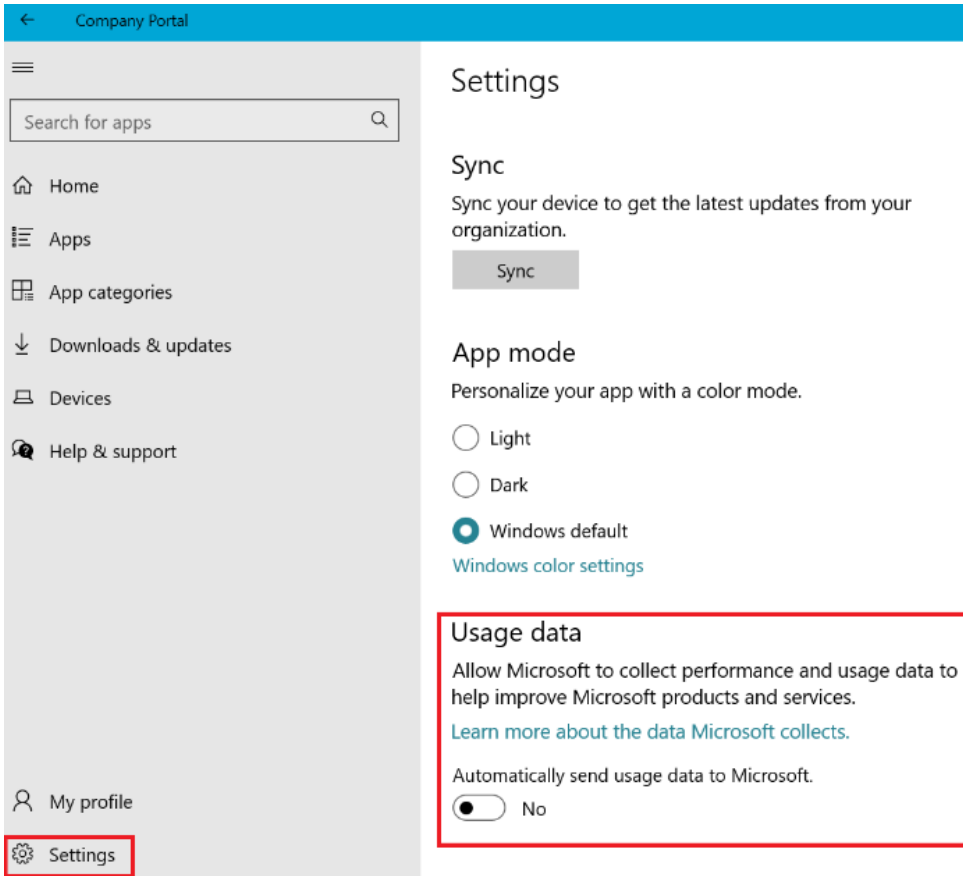 Company Portal
Search for apps
Home
Apps
App categories
Downloads & updates
Devices
Help & support
My profile
Settings
Settings
Sync
Sync your device to get the latest updates from your
organization.
Sync
App mode
Personalize your app with a color mode.
Light
Dark
Windows default
Windows color settings
Usage data
Allow Microsoft to collect performance and usage data to
help improve Microsoft products and services.
Learn more about the data Microsoft collects.
Automatically send usage data to Microsoft.
No